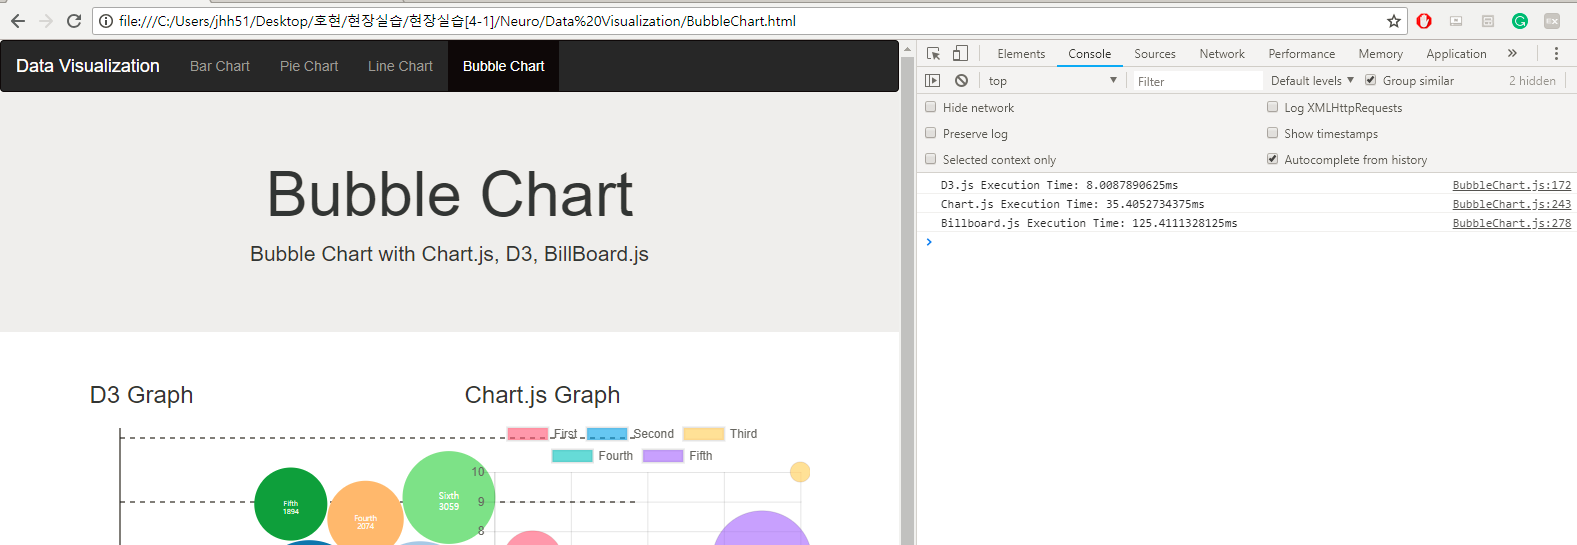 file:///C:/Users/jhh51/Desktop/호현/현장실습/현장실습[4-1]/Neuro/Data%20Visualization/BubbleChart.html
Data Visualization Bar Chart Pie Chart Line Chart Bubble Chart
Bubble Chart
Bubble Chart with Chart.js, D3, BillBoard.js
D3 Graph
Fifth
1894
Fourth
2074
Sixth
3059
Chart.js Graph
First Second Third
Fourth Fifth
10
9
8
Elements Console Sources Network Performance Memory Application »
top Filter Default levels Group similar 2 hidden
Hide network Log XMLHttpRequests
Preserve log Show timestamps
Selected context only Autocomplete from history
D3.js Execution Time: 8.0087890625ms BubbleChart.js:172
Chart.js Execution Time: 35.4052734375ms BubbleChart.js:243
Billboard.js Execution Time: 125.4111328125ms BubbleChart.js:278